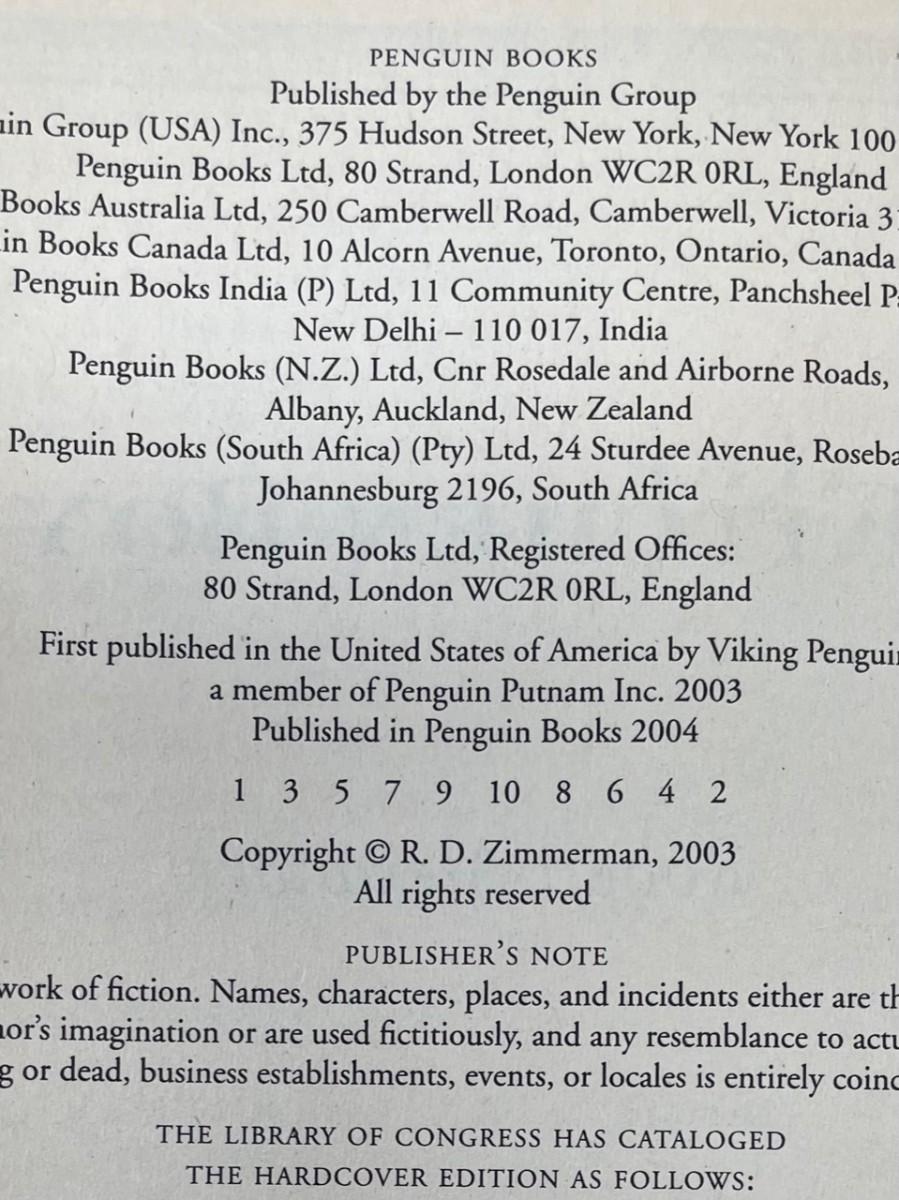 PENGUIN BOOKS
Published by the Penguin Group
Group (USA) Inc., 375 Hudson Street, New York, New York 100
Penguin Books Ltd, 80 Strand, London WC2R 0RL, England
Books Australia Ltd, 250 Camberwell Road, Camberwell, Victoria
Books Canada Ltd, 10 Alcorn Avenue, Toronto, Ontario, Canada
Penguin Books India (P) Ltd, 11 Community Centre, Panchsheel
New Delhi – 110 017, India
Penguin Books (N.Z.) Ltd, Cnr Rosedale and Airborne Roads,
Albany, Auckland, New Zealand
Penguin Books (South Africa) (Pty) Ltd, 24 Sturdee Avenue,
Johannesburg 2196, South Africa
Penguin Books Ltd, Registered Offices:
80 Strand, London WC2R 0RL, England
First published in the United States of America by Viking Penguin
a member of Penguin Putnam Inc. 2003
Published in Penguin Books 2004
1 3 5 7 9 10 8 6 4 2
Copyright © R. D. Zimmerman, 2003
All rights reserved
PUBLISHER'S NOTE
work of fiction. Names, characters, places, and incidents either are
imagination or are used fictitiously, and any resemblance to
or dead, business establishments, events, or locales is entirely
THE LIBRARY OF CONGRESS HAS CATALOGED
THE HARDCOVER EDITION AS FOLLOWS: